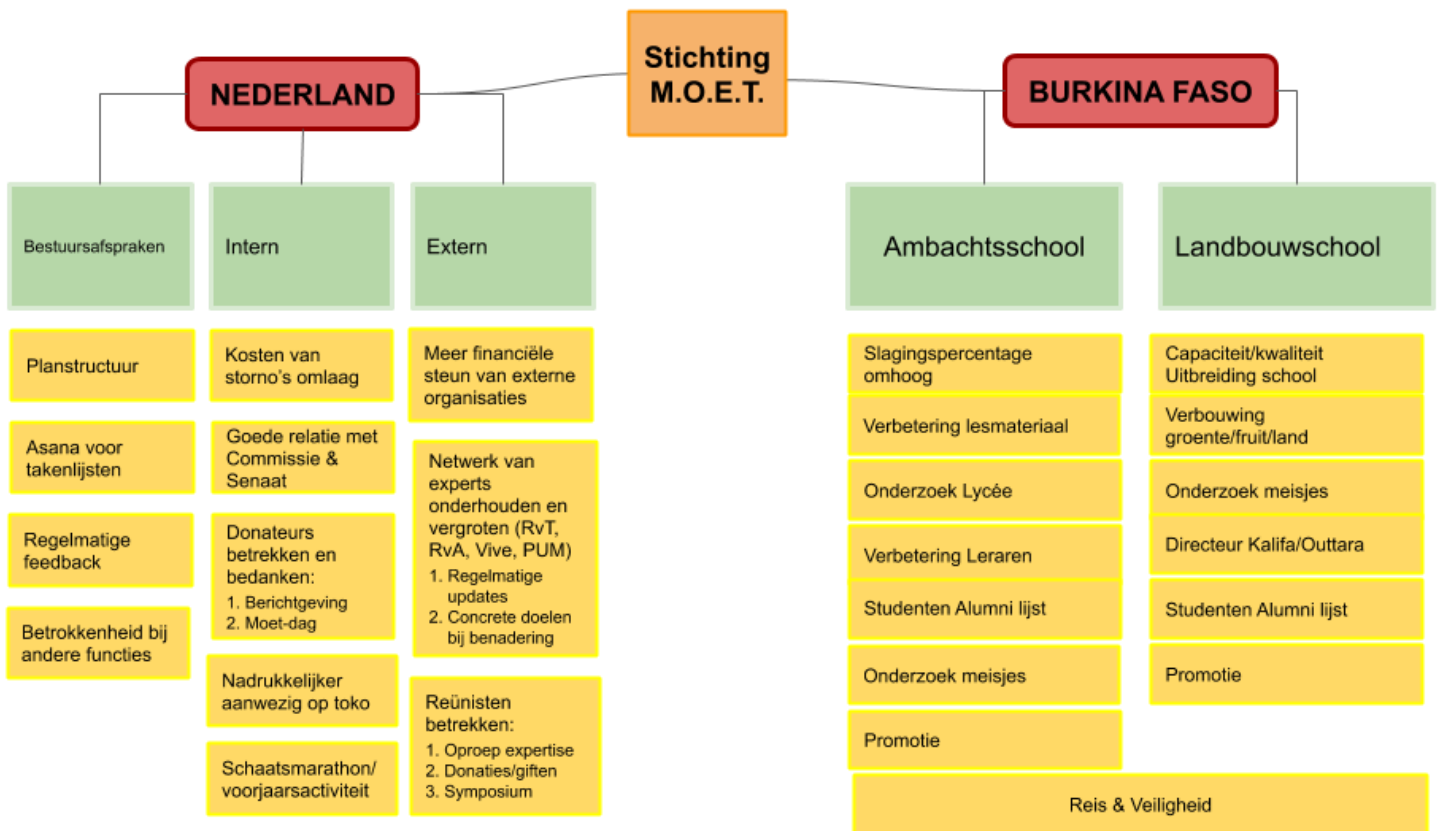 Stichting
M.O.E.T.
NEDERLAND
BURKINA FASO
Bestuursafspraken
Planstructuur
Asana voor
takenlijsten
Regelmatige
feedback
Betrokkenheid bij
andere functies
Intern
Kosten van
storno's omlaag
Goede relatie met
Commissie &
Senaat
Donateurs
betrekken en
bedanken:
1. Berichtgeving
2. Moet-dag
Nadrukkelijker
aanwezig op toko
Schaatsmarathon/
voorjaarsactiviteit
Extern
Meer financiële
steun van externe
organisaties
Netwerk van
experts
onderhouden en
vergroten (RvT,
RvA, Vive, PUM)
1. Regelmatige
updates
2. Concrete doelen
bij benadering
Reünisten
betrekken:
1. Oproep expertise
2. Donaties/giften
3. Symposium
Ambachtsschool
Slagingspercentage
omhoog
Verbetering lesmateriaal
Onderzoek Lycée
Verbetering Leraren
Studenten Alumni lijst
Onderzoek meisjes
Promotie
Landbouwschool
Capaciteit/kwaliteit
Uitbreiding school
Verbouwing
groente/fruit/land
Onderzoek meisjes
Directeur Kalifa/Outtara
Studenten Alumni lijst
Promotie
Reis & Veiligheid